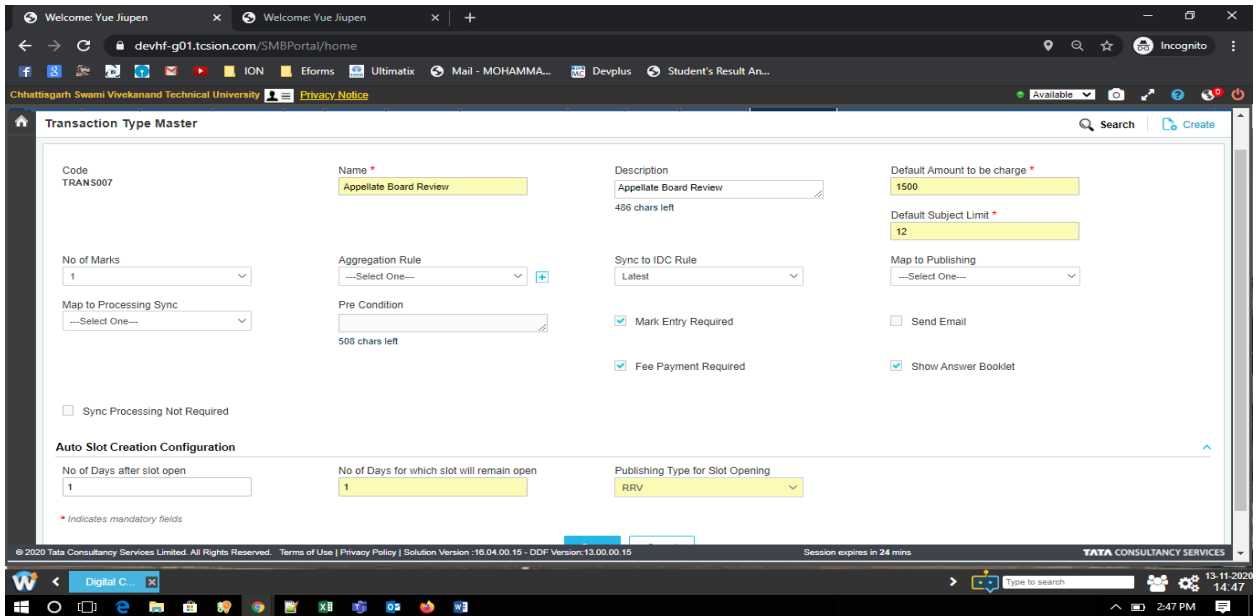 Welcome: Yue Jiupen
Welcome: Yue Jiupen
devhf-g01.tcsion.com/SMBPortal/home
Incognito
ION
Eforms
Ultimatix
Mail - MOHAMMA...
Devplus
Student's Result An...
Chhattisgarh Swami Vivekanand Technical University
Privacy Notice
Available
0
Transaction Type Master
Search
Create
Code
TRANS007
Name *
Appellate Board Review
Description
Appellate Board Review
486 chars left
Default Amount to be charge *
1500
Default Subject Limit *
12
No of Marks
1
Aggregation Rule
---Select One---
Sync to IDC Rule
Latest
Map to Publishing
---Select One---
Map to Processing Sync
---Select One---
Pre Condition
508 chars left
Mark Entry Required
Send Email
Fee Payment Required
Show Answer Booklet
Sync Processing Not Required
Auto Slot Creation Configuration
No of Days after slot open
1
No of Days for which slot will remain open
1
Publishing Type for Slot Opening
RRV
* Indicates mandatory fields
© 2020 Tata Consultancy Services Limited. All Rights Reserved. Terms of Use | Privacy Policy | Solution Version :16.04.00.15 - DDF Version:13.00.00.15
Session expires in 24 mins
TATA CONSULTANCY SERVICES
Digital C...
Type to search
13-11-2020
14:47
2:47 PM